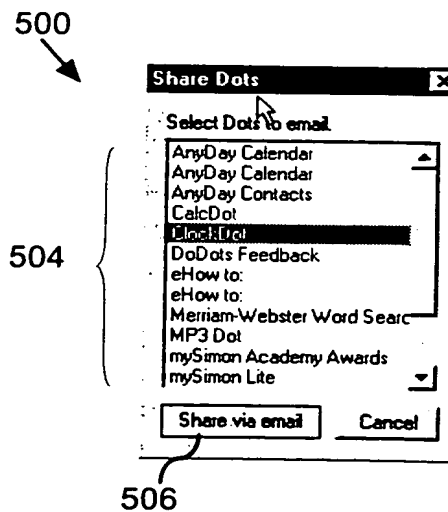 500
Share Dots
Select Dots to email.
AnyDay Calendar
AnyDay Calendar
AnyDay Contacts
CalcDot
ClockDot
504
DoDots Feedback
eHow to:
eHow to:
Merriam-Webster Word Searc
MP3 Dot
mySimon Academy Awards
mySimon Lite
Share via email
Cancel
506